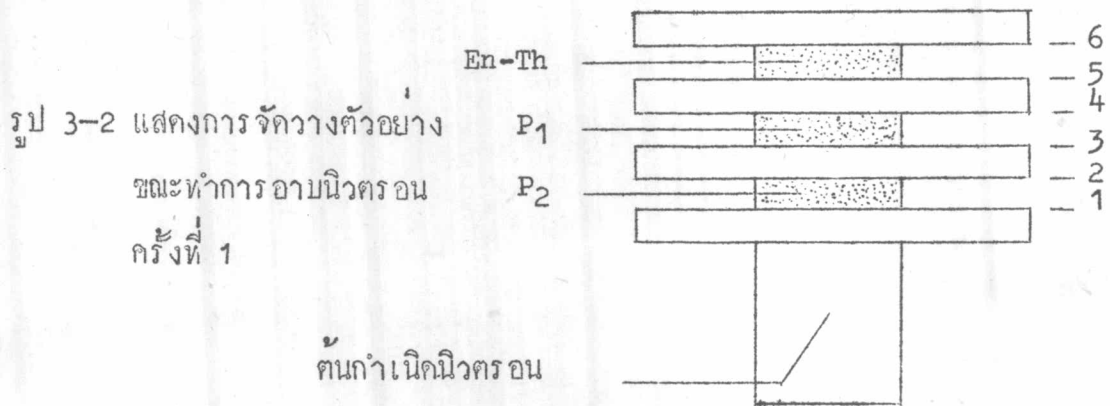 6
En-Th
5
4
รูป 3-2 แสดงการจัดวางตัวอย่าง P₁
3
ขณะทำการอาบนิวตรอน P₂
2
1
ครั้งที่ 1
ต้นกำเนิดนิวตรอน